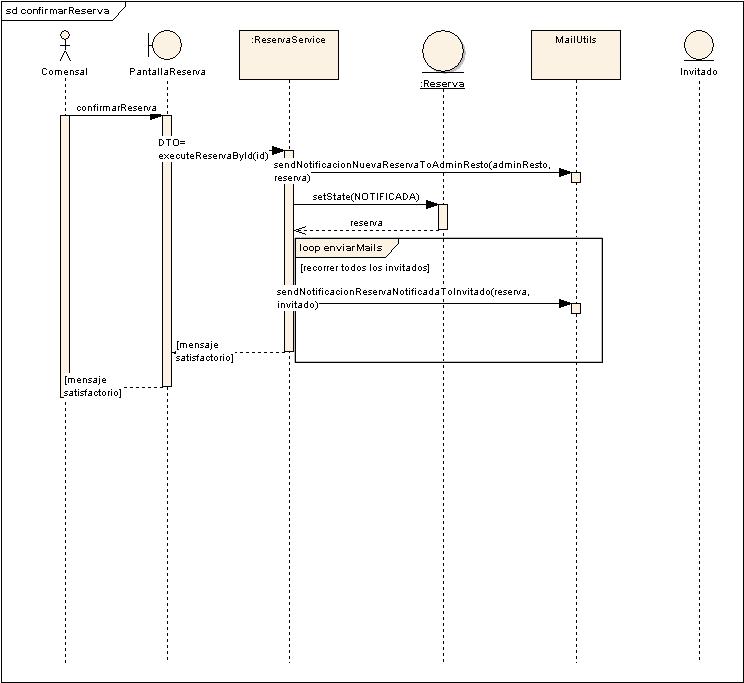 sd confirmarReserva
Comensal
PantallaReserva
:ReservaService
:Reserva
MailUtils
Invitado
confirmarReserva
DTO=
executeReservaById(id)
sendNotificacionNuevaReservaToAdminResto(adminResto,
reserva)
setState(NOTIFICADA)
reserva
loop enviarMails
[recorrer todos los invitados]
sendNotificacionReservaNotificadaToInvitado(reserva,
invitado)
[mensaje
satisfactorio]
[mensaje
satisfactorio]